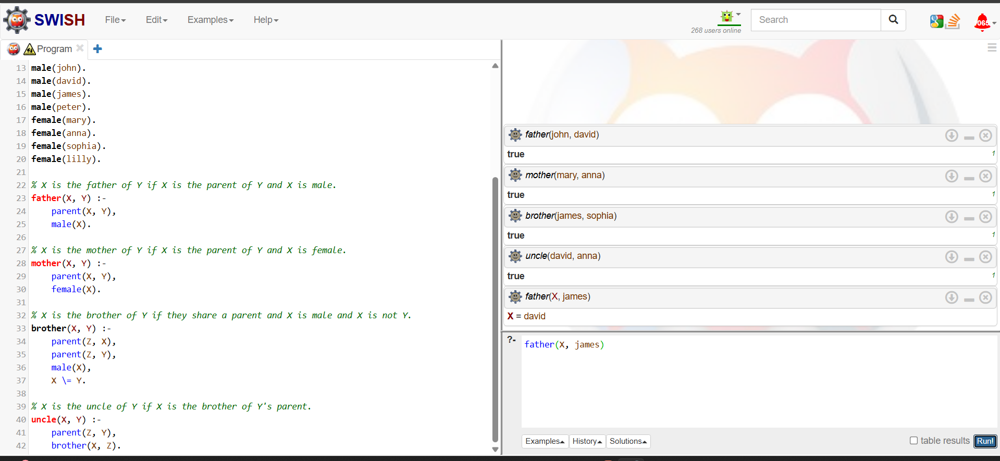 SWISH File Edit Examples Help 268 users online Search 065
Program
13 male(john).
14 male(david).
15 male(james).
16 male(peter).
17 female(mary).
18 female(anna).
19 female(sophia).
20 female(lilly).
21
22 % X is the father of Y if X is the parent of Y and X is male.
23 father(X, Y) :-
24 parent(X, Y),
25 male(X).
26
27 % X is the mother of Y if X is the parent of Y and X is female.
28 mother(X, Y) :-
29 parent(X, Y),
30 female(X).
31
32 % X is the brother of Y if they share a parent and X is male and X is not Y.
33 brother(X, Y) :-
34 parent(Z, X),
35 parent(Z, Y),
36 male(X),
37 X \= Y.
38
39 % X is the uncle of Y if X is the brother of Y's parent.
40 uncle(X, Y) :-
41 parent(Z, Y),
42 brother(X, Z).
father(john, david)
true 1
mother(mary, anna)
true 1
brother(james, sophia)
true 1
uncle(david, anna)
true 1
father(X, james)
X = david
?- father(X, james)
Examples History Solutions table results Run!